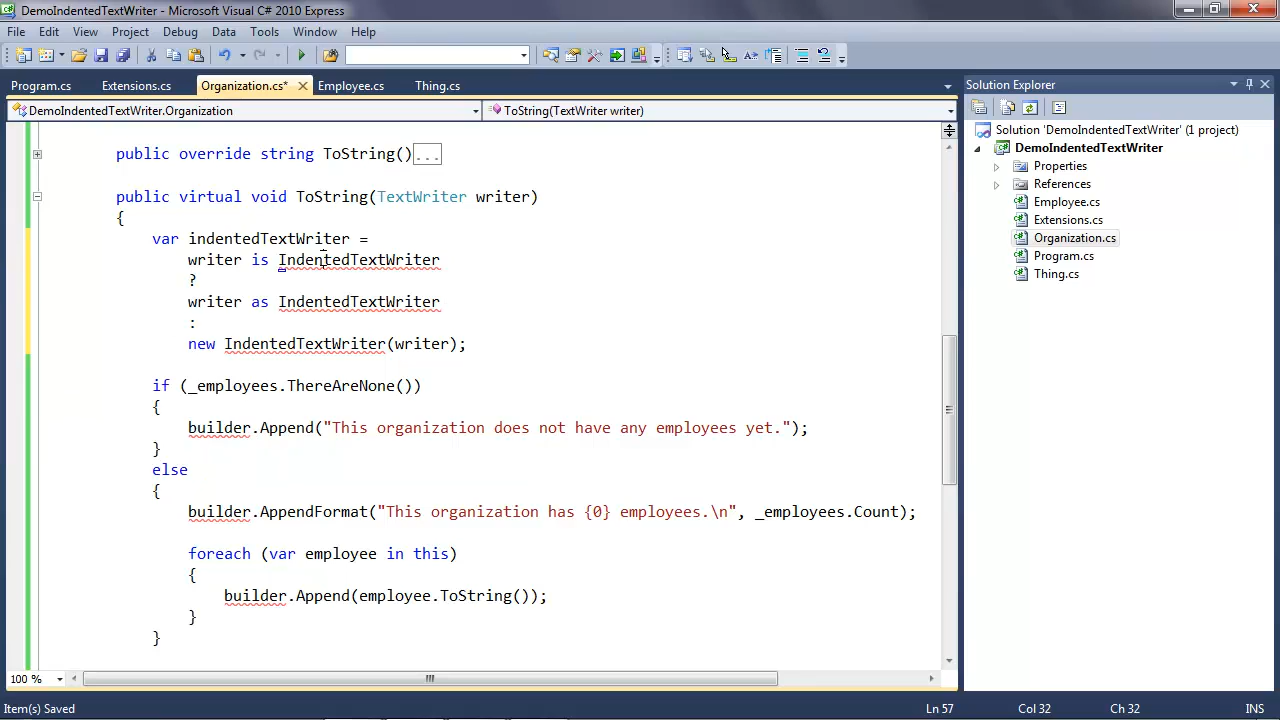 DemoIndentedTextWriter - Microsoft Visual C# 2010 Express
File Edit View Project Debug Data Tools Window Help
Program.cs Extensions.cs Organization.cs* Employee.cs Thing.cs
Solution Explorer
DemoIndentedTextWriter.Organization ToString(TextWriter writer)
Solution 'DemoIndentedTextWriter' (1 project)
DemoIndentedTextWriter
Properties
References
Employee.cs
Extensions.cs
Organization.cs
Program.cs
Thing.cs
public override string ToString()...
public virtual void ToString(TextWriter writer)
{
var indentedTextWriter =
writer is IndentedTextWriter
?
writer as IndentedTextWriter
:
new IndentedTextWriter(writer);
if (_employees.ThereAreNone())
{
builder.Append("This organization does not have any employees yet.");
}
else
{
builder.AppendFormat("This organization has {0} employees.\n", _employees.Count);
foreach (var employee in this)
{
builder.Append(employee.ToString());
}
}
100 %
Item(s) Saved Ln 57 Col 32 Ch 32 INS